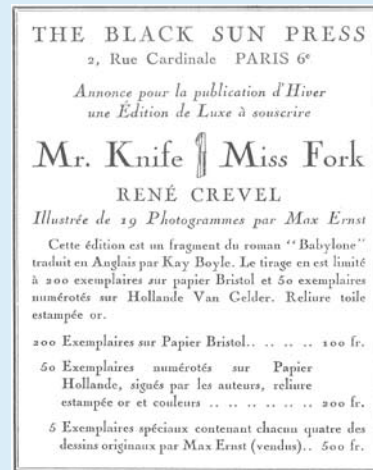 THE BLACK SUN PRESS
2, Rue Cardinale PARIS 6e
Annonce pour la publication d'Hiver
une Édition de Luxe à souscrire
Mr. Knife Miss Fork
RENÉ CREVEL
Illustrée de 19 Photogrammes par Max Ernst
Cette édition est un fragment du roman "Babylone"
traduit en Anglais par Kay Boyle. Le tirage en est limité
à 200 exemplaires sur papier Bristol et 50 exemplaires
numérotés sur Hollande Van Gelder. Reliure toile
estampée or.
200 Exemplaires sur Papier Bristol.. .. .. .. 100 fr.
50 Exemplaires numérotés sur Papier
Hollande, signés par les auteurs, reliure
estampée or et couleurs .. .. .. .. .. 200 fr.
5 Exemplaires spéciaux contenant chacun quatre des
dessins originaux par Max Ernst (vendus).. 500 fr.